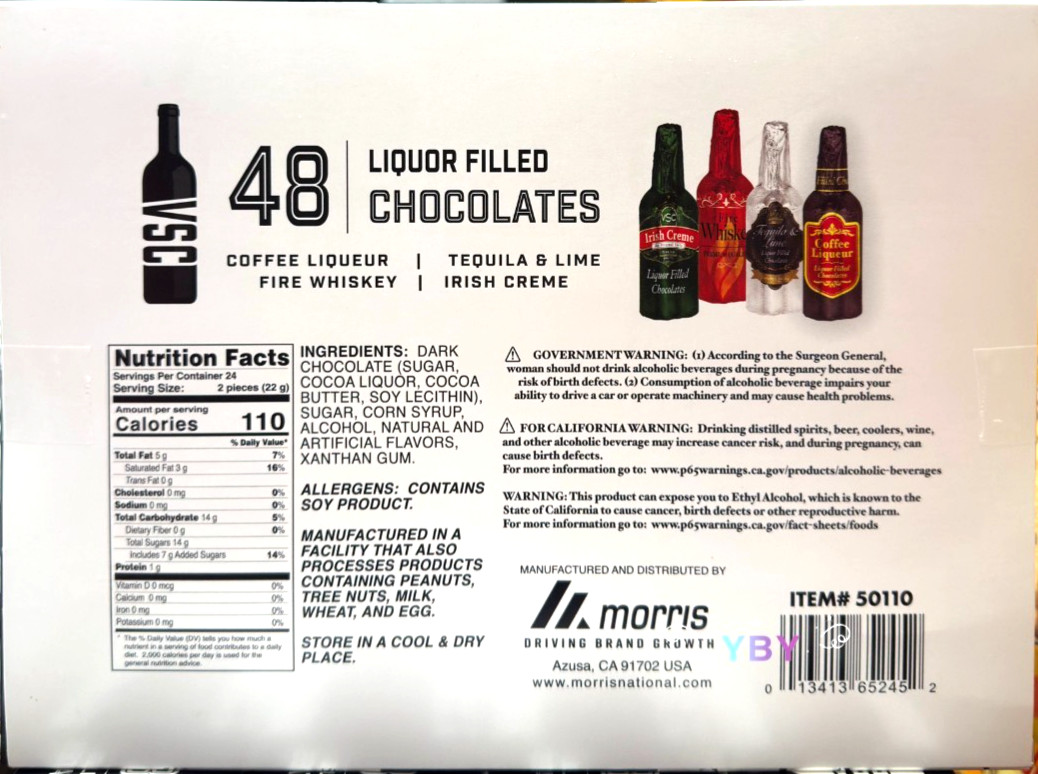 VSC
48
LIQUOR FILLED
CHOCOLATES
COFFEE LIQUEUR | TEQUILA & LIME
FIRE WHISKEY | IRISH CREME
VSC
Irish Creme
Liquor Filled
Chocolates
Fire
Tequila &
Lime
Liquor Filled
Chocolates
Coffee
Liqueur
Liquor Filled
Chocolates
Nutrition Facts
Servings Per Container 24
Serving Size: 2 pieces (22 g)
Amount per serving
Calories 110
% Daily Value*
Total Fat 5 g 7%
Saturated Fat 3 g 16%
Trans Fat 0 g
Cholesterol 0 mg 0%
Sodium 0 mg 0%
Total Carbohydrate 14 g 5%
Dietary Fiber 0 g 0%
Total Sugars 14 g
Includes 7 g Added Sugars 14%
Protein 1 g
Vitamin D 0 mcg 0%
Calcium 0 mg 0%
Iron 0 mg 0%
Potassium 0 mg 0%
* The % Daily Value (DV) tells you how much a
nutrient in a serving of food contributes to a daily
diet. 2,000 calories per day is used for the
general nutrition advice.
INGREDIENTS: DARK
CHOCOLATE (SUGAR,
COCOA LIQUOR, COCOA
BUTTER, SOY LECITHIN),
SUGAR, CORN SYRUP,
ALCOHOL, NATURAL AND
ARTIFICIAL FLAVORS,
XANTHAN GUM.
ALLERGENS: CONTAINS
SOY PRODUCT.
MANUFACTURED IN A
FACILITY THAT ALSO
PROCESSES PRODUCTS
CONTAINING PEANUTS,
TREE NUTS, MILK,
WHEAT, AND EGG.
STORE IN A COOL & DRY
PLACE.
GOVERNMENT WARNING: (1) According to the Surgeon General,
woman should not drink alcoholic beverages during pregnancy because of the
risk of birth defects. (2) Consumption of alcoholic beverage impairs your
ability to drive a car or operate machinery and may cause health problems.
FOR CALIFORNIA WARNING: Drinking distilled spirits, beer, coolers, wine,
and other alcoholic beverage may increase cancer risk, and during pregnancy, can
cause birth defects.
For more information go to: www.p65warnings.ca.gov/products/alcoholic-beverages
WARNING: This product can expose you to Ethyl Alcohol, which is known to the
State of California to cause cancer, birth defects or other reproductive harm.
For more information go to: www.p65warnings.ca.gov/fact-sheets/foods
MANUFACTURED AND DISTRIBUTED BY
morris
DRIVING BRAND GROWTH
Azusa, CA 91702 USA
www.morrisnational.com
YBY
ITEM# 50110
0 13413 65245 2